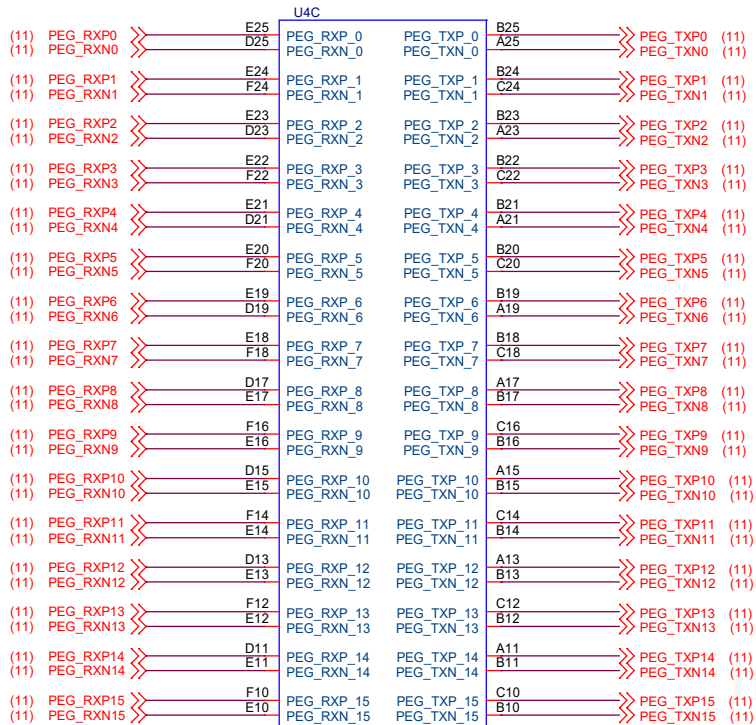 U4C
(11) PEG_RXP0 E25 PEG_RXP_0 PEG_TXP_0 B25 PEG_TXP0 (11)
(11) PEG_RXN0 D25 PEG_RXN_0 PEG_TXN_0 A25 PEG_TXN0 (11)
(11) PEG_RXP1 E24 PEG_RXP_1 PEG_TXP_1 B24 PEG_TXP1 (11)
(11) PEG_RXN1 F24 PEG_RXN_1 PEG_TXN_1 C24 PEG_TXN1 (11)
(11) PEG_RXP2 E23 PEG_RXP_2 PEG_TXP_2 B23 PEG_TXP2 (11)
(11) PEG_RXN2 D23 PEG_RXN_2 PEG_TXN_2 A23 PEG_TXN2 (11)
(11) PEG_RXP3 E22 PEG_RXP_3 PEG_TXP_3 B22 PEG_TXP3 (11)
(11) PEG_RXN3 F22 PEG_RXN_3 PEG_TXN_3 C22 PEG_TXN3 (11)
(11) PEG_RXP4 E21 PEG_RXP_4 PEG_TXP_4 B21 PEG_TXP4 (11)
(11) PEG_RXN4 D21 PEG_RXN_4 PEG_TXN_4 A21 PEG_TXN4 (11)
(11) PEG_RXP5 E20 PEG_RXP_5 PEG_TXP_5 B20 PEG_TXP5 (11)
(11) PEG_RXN5 F20 PEG_RXN_5 PEG_TXN_5 C20 PEG_TXN5 (11)
(11) PEG_RXP6 E19 PEG_RXP_6 PEG_TXP_6 B19 PEG_TXP6 (11)
(11) PEG_RXN6 D19 PEG_RXN_6 PEG_TXN_6 A19 PEG_TXN6 (11)
(11) PEG_RXP7 E18 PEG_RXP_7 PEG_TXP_7 B18 PEG_TXP7 (11)
(11) PEG_RXN7 F18 PEG_RXN_7 PEG_TXN_7 C18 PEG_TXN7 (11)
(11) PEG_RXP8 D17 PEG_RXP_8 PEG_TXP_8 A17 PEG_TXP8 (11)
(11) PEG_RXN8 E17 PEG_RXN_8 PEG_TXN_8 B17 PEG_TXN8 (11)
(11) PEG_RXP9 F16 PEG_RXP_9 PEG_TXP_9 C16 PEG_TXP9 (11)
(11) PEG_RXN9 E16 PEG_RXN_9 PEG_TXN_9 B16 PEG_TXN9 (11)
(11) PEG_RXP10 D15 PEG_RXP_10 PEG_TXP_10 A15 PEG_TXP10 (11)
(11) PEG_RXN10 E15 PEG_RXN_10 PEG_TXN_10 B15 PEG_TXN10 (11)
(11) PEG_RXP11 F14 PEG_RXP_11 PEG_TXP_11 C14 PEG_TXP11 (11)
(11) PEG_RXN11 E14 PEG_RXN_11 PEG_TXN_11 B14 PEG_TXN11 (11)
(11) PEG_RXP12 D13 PEG_RXP_12 PEG_TXP_12 A13 PEG_TXP12 (11)
(11) PEG_RXN12 E13 PEG_RXN_12 PEG_TXN_12 B13 PEG_TXN12 (11)
(11) PEG_RXP13 F12 PEG_RXP_13 PEG_TXP_13 C12 PEG_TXP13 (11)
(11) PEG_RXN13 E12 PEG_RXN_13 PEG_TXN_13 B12 PEG_TXN13 (11)
(11) PEG_RXP14 D11 PEG_RXP_14 PEG_TXP_14 A11 PEG_TXP14 (11)
(11) PEG_RXN14 E11 PEG_RXN_14 PEG_TXN_14 B11 PEG_TXN14 (11)
(11) PEG_RXP15 F10 PEG_RXP_15 PEG_TXP_15 C10 PEG_TXP15 (11)
(11) PEG_RXN15 E10 PEG_RXN_15 PEG_TXN_15 B10 PEG_TXN15 (11)